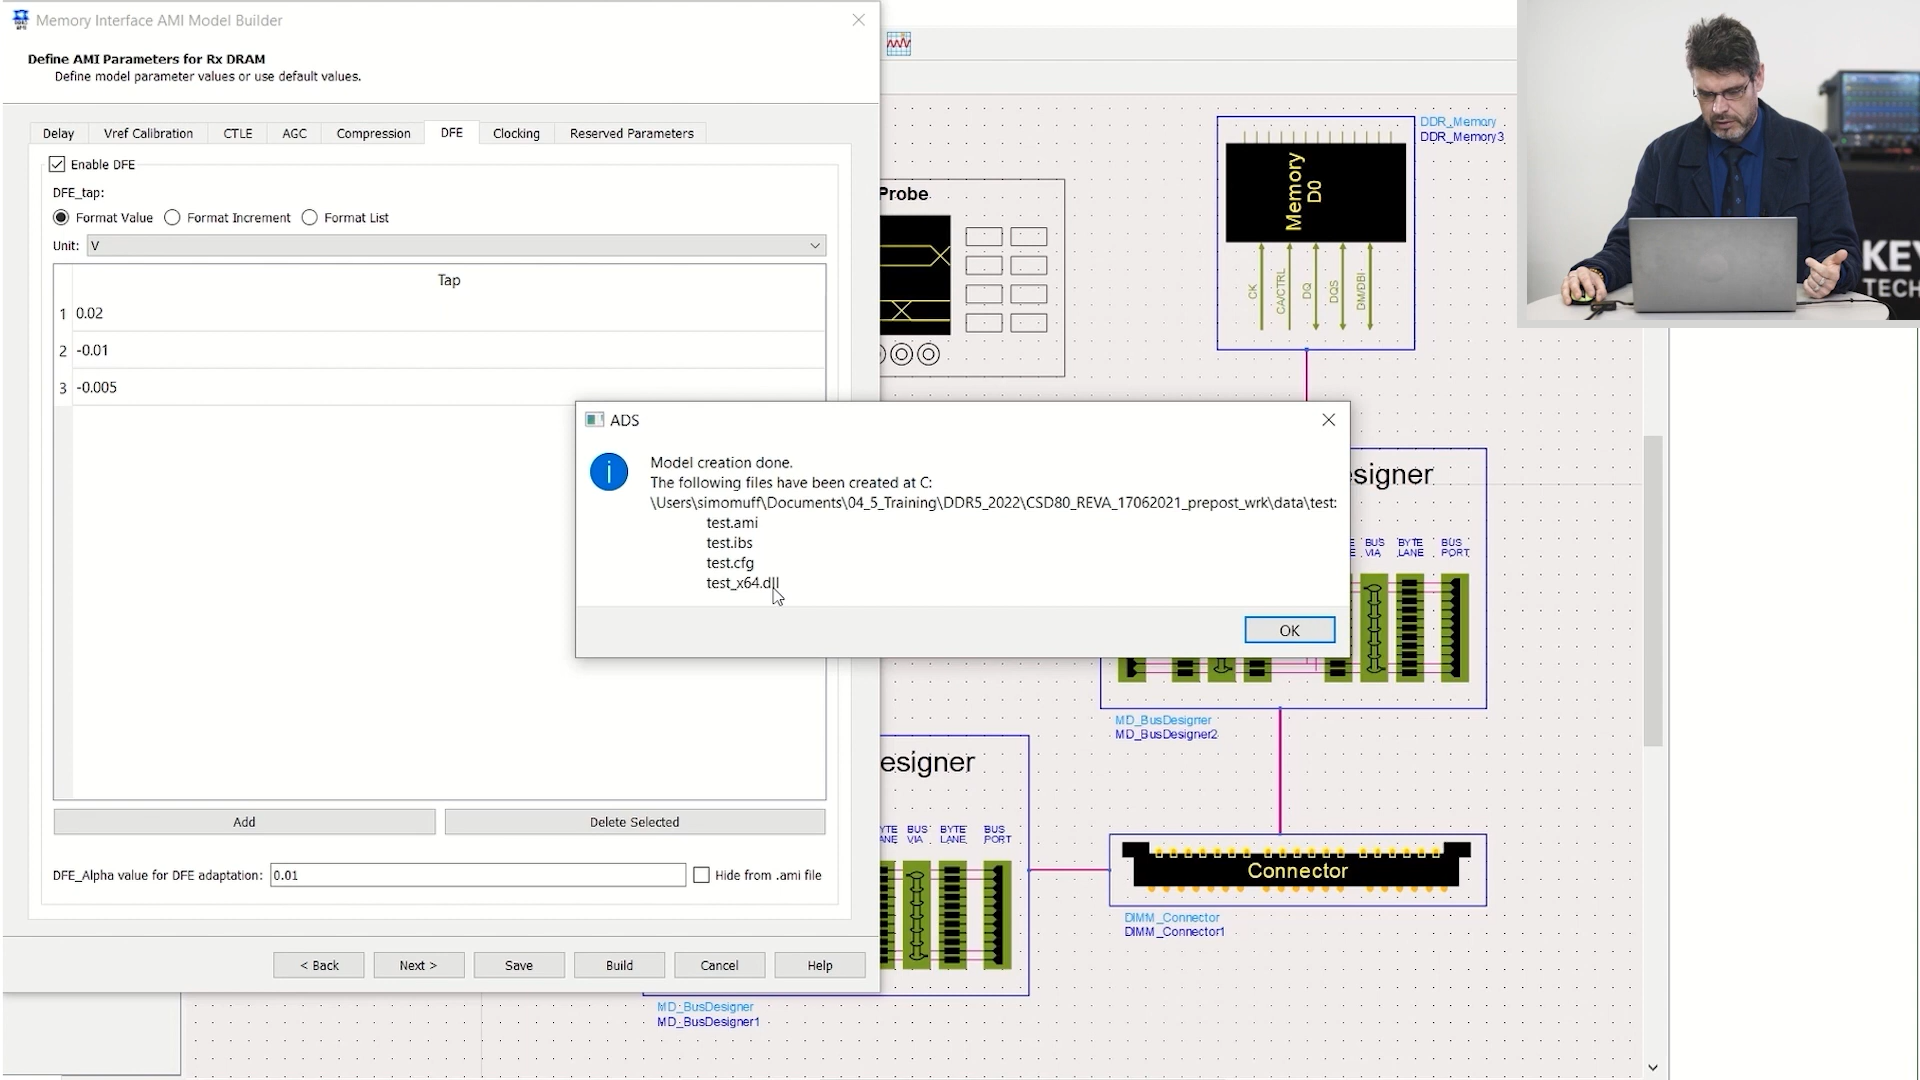 Memory Interface AMI Model Builder
Define AMI Parameters for Rx DRAM
Define model parameter values or use default values.
Delay Vref Calibration CTLE AGC Compression DFE Clocking Reserved Parameters
Enable DFE
DFE_tap:
Format Value Format Increment Format List
Unit: V
Tap
1 0.02
2 -0.01
3 -0.005
Add Delete Selected
DFE_Alpha value for DFE adaptation: 0.01 Hide from .ami file
< Back Next > Save Build Cancel Help
Probe
DDR_Memory
DDR_Memory3
Memory
D0
CK
CA/CTRL
DQ
DQS
DM/DBI
ADS
Model creation done.
The following files have been created at C:
\Users\simomuff\Documents\04_5_Training\DDR5_2022\CSD80_REVA_17062021_prepost_wrk\data\test:
test.ami
test.ibs
test.cfg
test_x64.dll
OK
esigner
BUS VIA
BYTE LANE
BUS PORT
MD_BusDesigner
MD_BusDesigner2
esigner
BUS VIA
BYTE LANE
BUS PORT
MD_BusDesigner
MD_BusDesigner1
Connector
DIMM_Connector
DIMM_Connector1
KEY
TECH